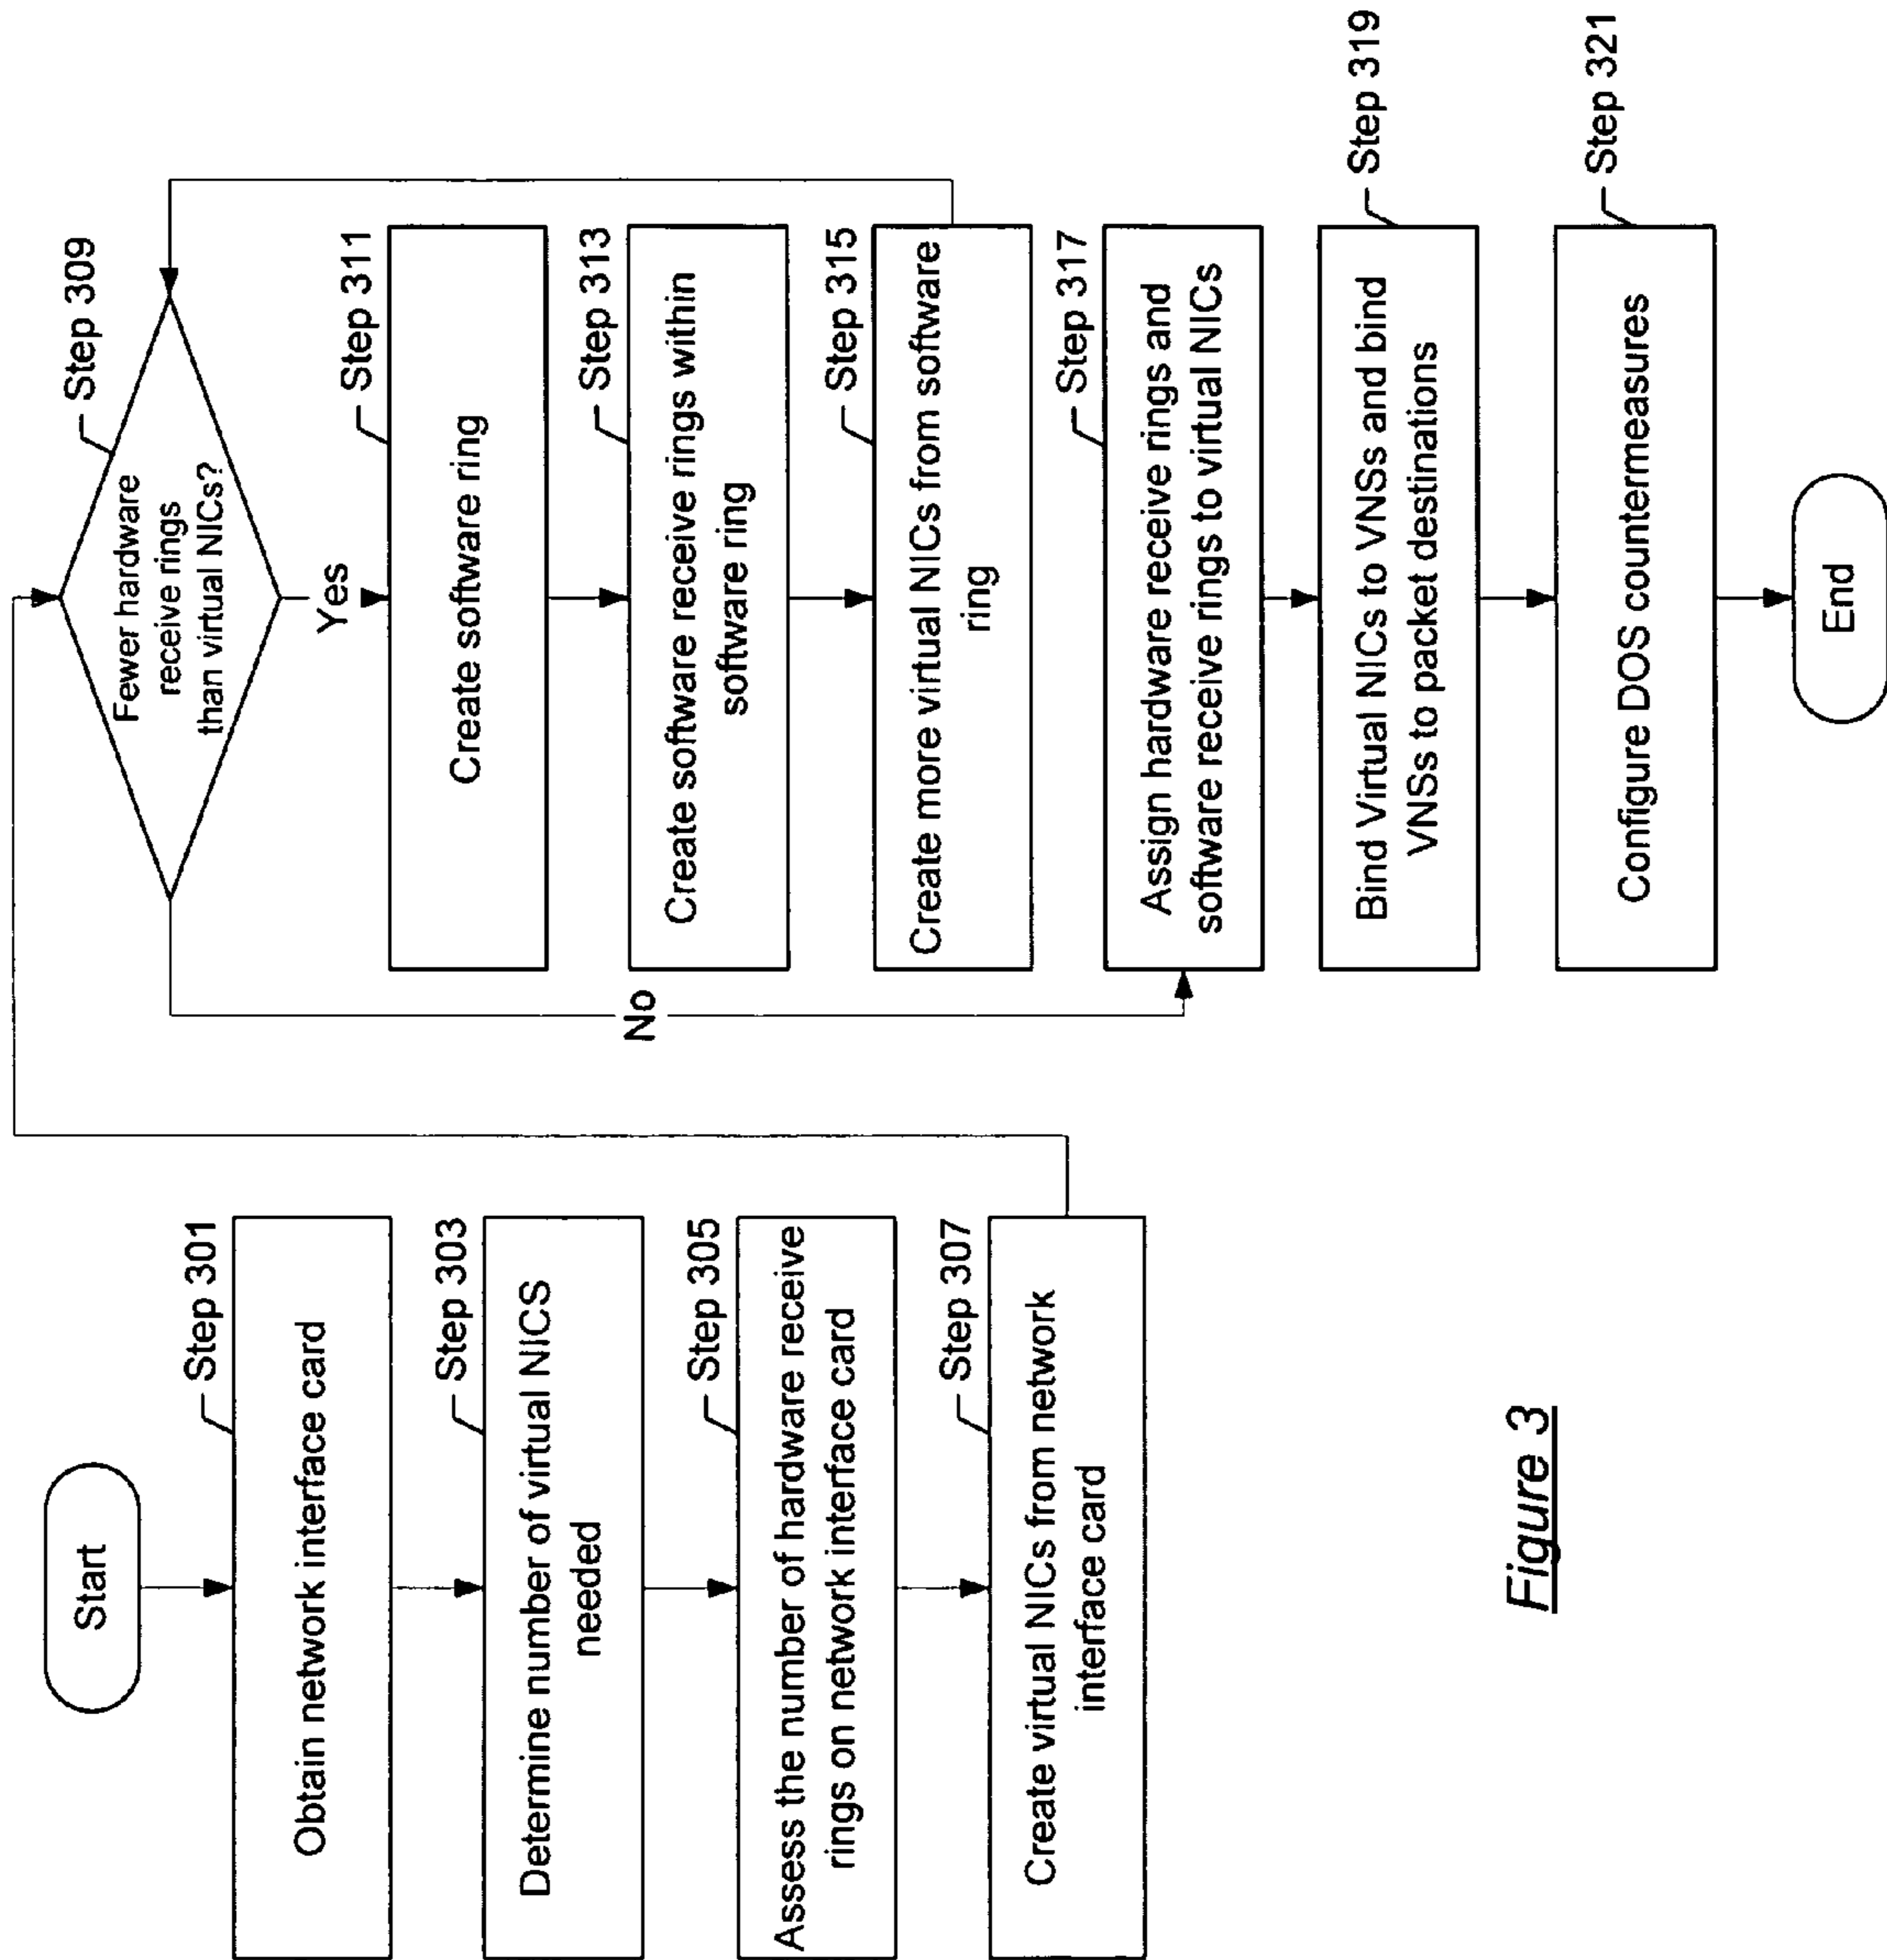 Start
Step 301
Obtain network interface card
Step 303
Determine number of virtual NICS
needed
Step 305
Assess the number of hardware receive
rings on network interface card
Step 307
Create virtual NICs from network
interface card
Step 309
Fewer hardware
receive rings
than virtual NICs?
Yes
No
Step 311
Create software ring
Step 313
Create software receive rings within
software ring
Step 315
Create more virtual NICs from software
ring
Step 317
Assign hardware receive rings and
software receive rings to virtual NICs
Step 319
Bind Virtual NICs to VNSs and bind
VNSs to packet destinations
Step 321
Configure DOS countermeasures
End
Figure 3